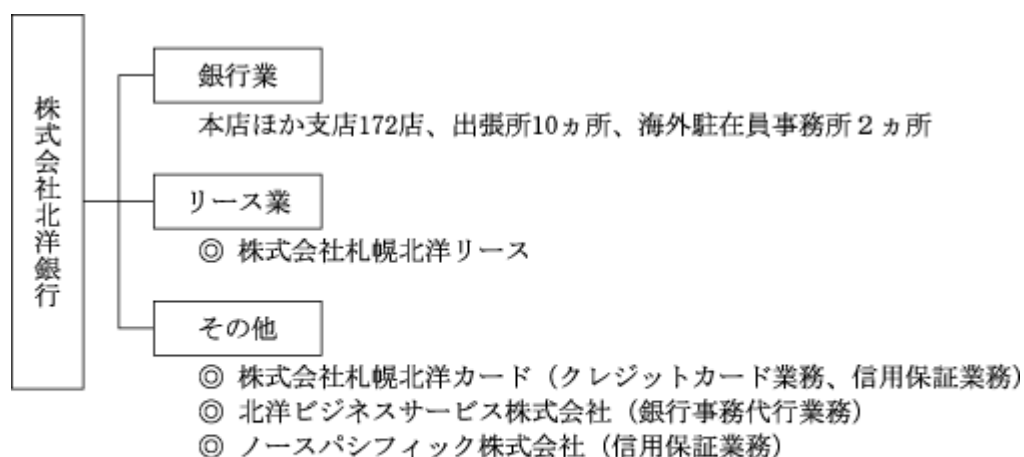 株式会社北洋銀行
銀行業
本店ほか支店172店、出張所10ヵ所、海外駐在員事務所２ヵ所
リース業
◎ 株式会社札幌北洋リース
その他
◎ 株式会社札幌北洋カード（クレジットカード業務、信用保証業務）
◎ 北洋ビジネスサービス株式会社（銀行事務代行業務）
◎ ノースパシフィック株式会社（信用保証業務）